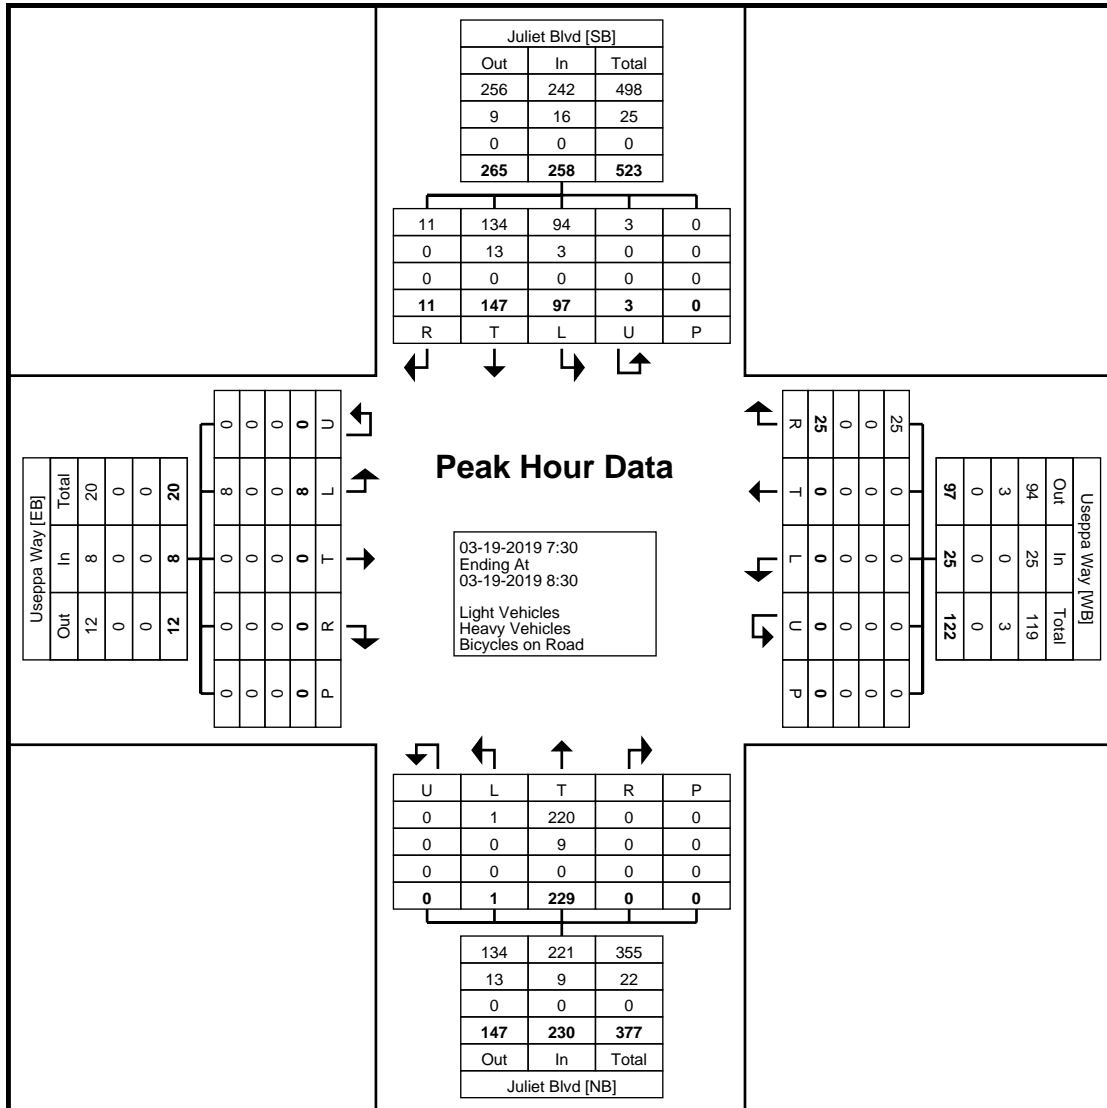 Juliet Blvd [SB]
Out In Total
256 242 498
9 16 25
0 0 0
265 258 523
11 134 94 3 0
0 13 3 0 0
0 0 0 0 0
11 147 97 3 0
R T L U P
Useppa Way [EB]
Total In Out
20 8 12
0 0 0
0 0 0
20 8 12
0 8 0 0 0
0 0 0 0 0
0 0 0 0 0
0 8 0 0 0
U L T R P
Peak Hour Data
03-19-2019 7:30
Ending At
03-19-2019 8:30
Light Vehicles
Heavy Vehicles
Bicycles on Road
R T L U P
25 0 0 0 0
0 0 0 0 0
0 0 0 0 0
25 0 0 0 0
97 25 122
0 0 0
3 0 3
94 25 119
Out In Total
Useppa Way [WB]
U L T R P
0 1 220 0 0
0 0 9 0 0
0 0 0 0 0
0 1 229 0 0
134 221 355
13 9 22
0 0 0
147 230 377
Out In Total
Juliet Blvd [NB]